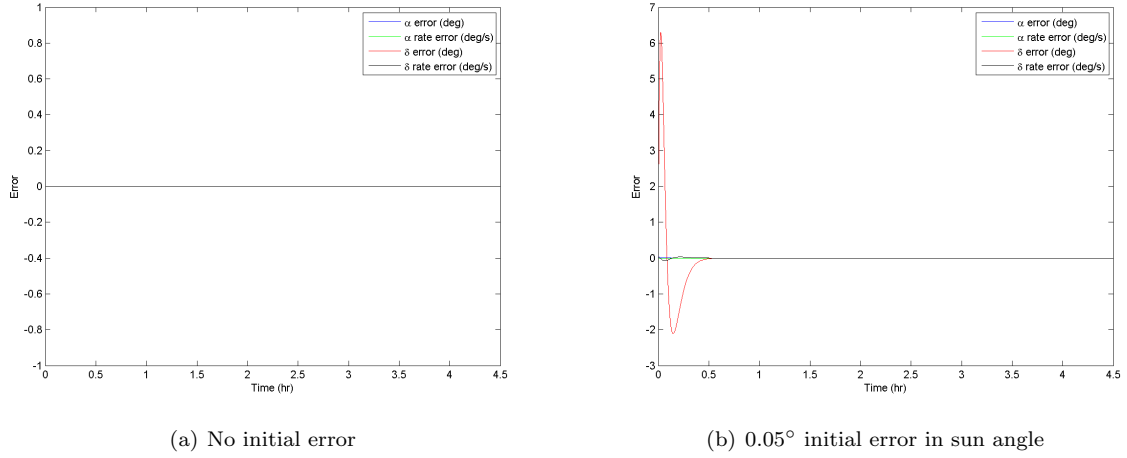 1
0.8
0.6
0.4
0.2
0
-0.2
-0.4
-0.6
-0.8
-1
Error
0 0.5 1 1.5 2 2.5 3 3.5 4 4.5
Time (hr)
α error (deg)
α rate error (deg/s)
δ error (deg)
δ rate error (deg/s)
(a) No initial error
7
6
5
4
3
2
1
0
-1
-2
-3
Error
0 0.5 1 1.5 2 2.5 3 3.5 4 4.5
Time (hr)
α error (deg)
α rate error (deg/s)
δ error (deg)
δ rate error (deg/s)
(b) 0.05° initial error in sun angle